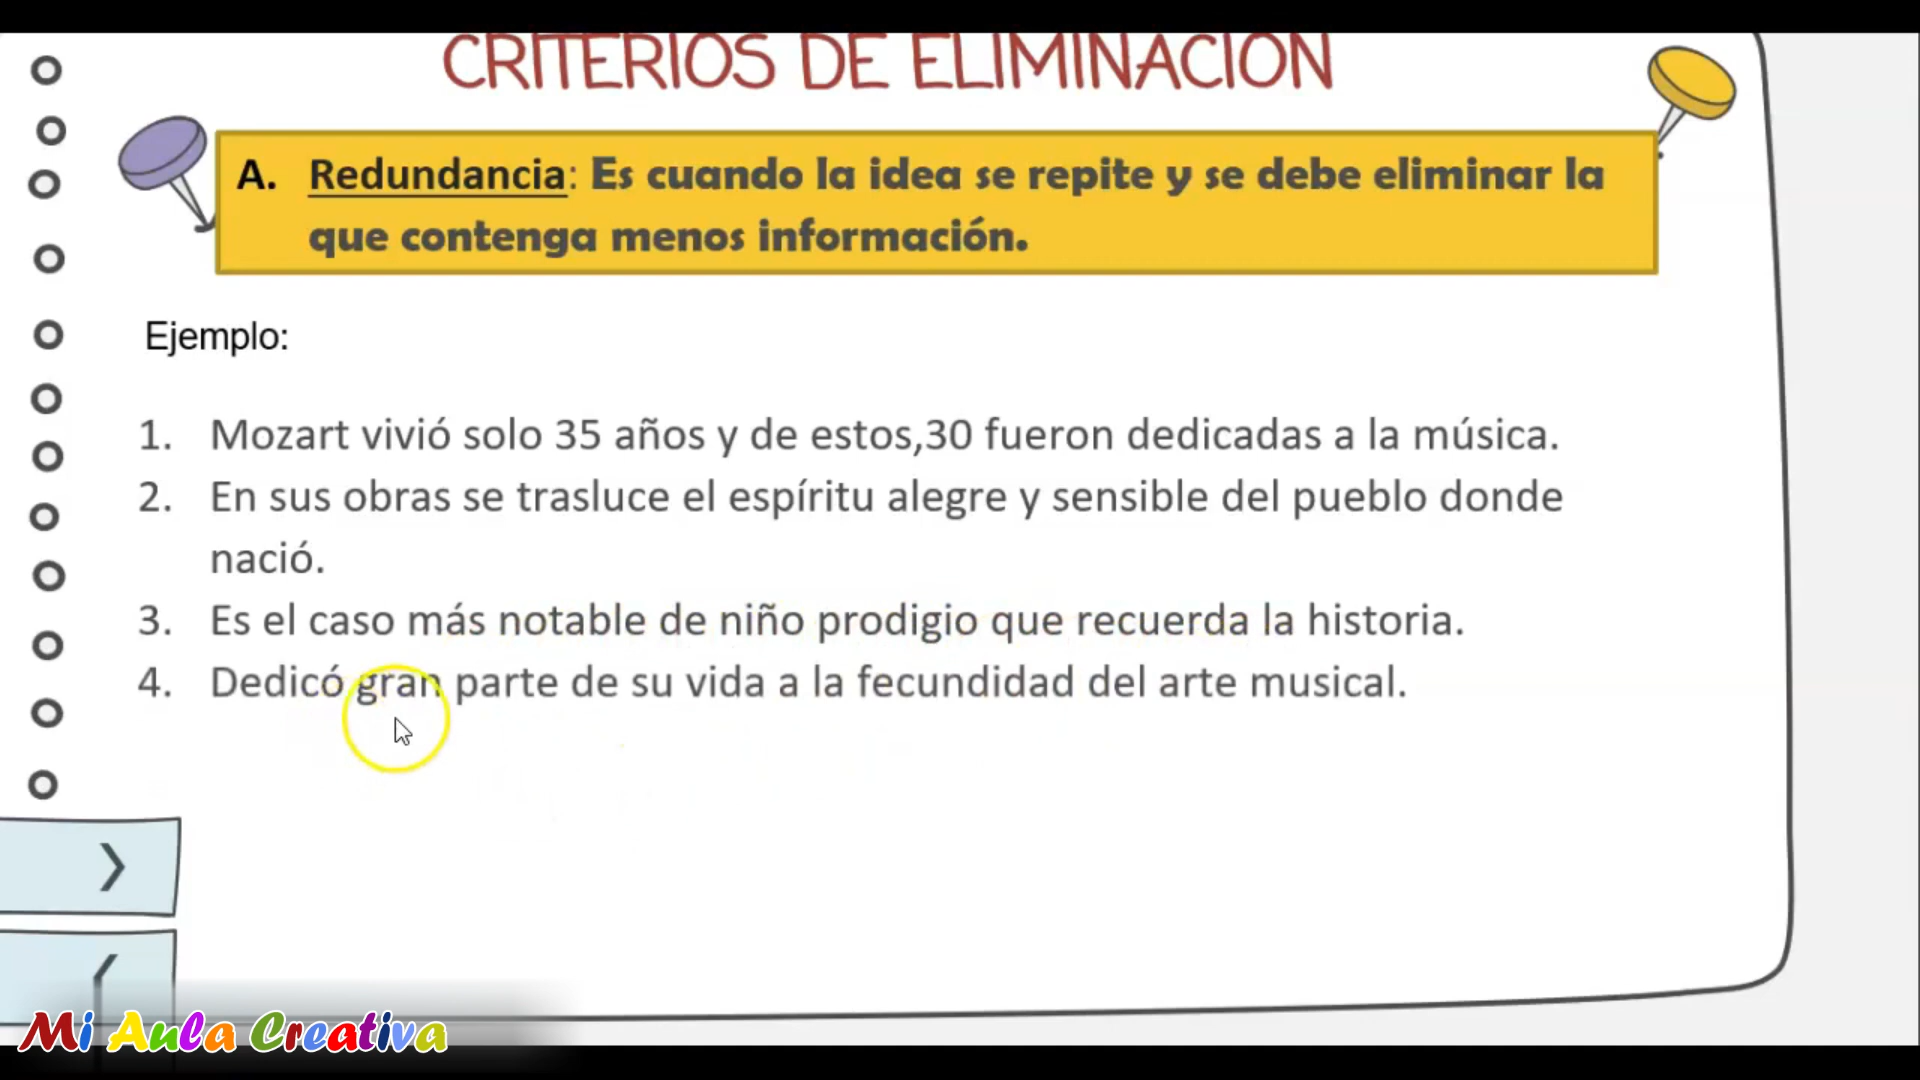 CRITERIOS DE ELIMINACION
A. Redundancia: Es cuando la idea se repite y se debe eliminar la
que contenga menos información.
Ejemplo:
1. Mozart vivió solo 35 años y de estos,30 fueron dedicadas a la música.
2. En sus obras se trasluce el espíritu alegre y sensible del pueblo donde
nació.
3. Es el caso más notable de niño prodigio que recuerda la historia.
4. Dedicó gran parte de su vida a la fecundidad del arte musical.
Mi Aula Creativa